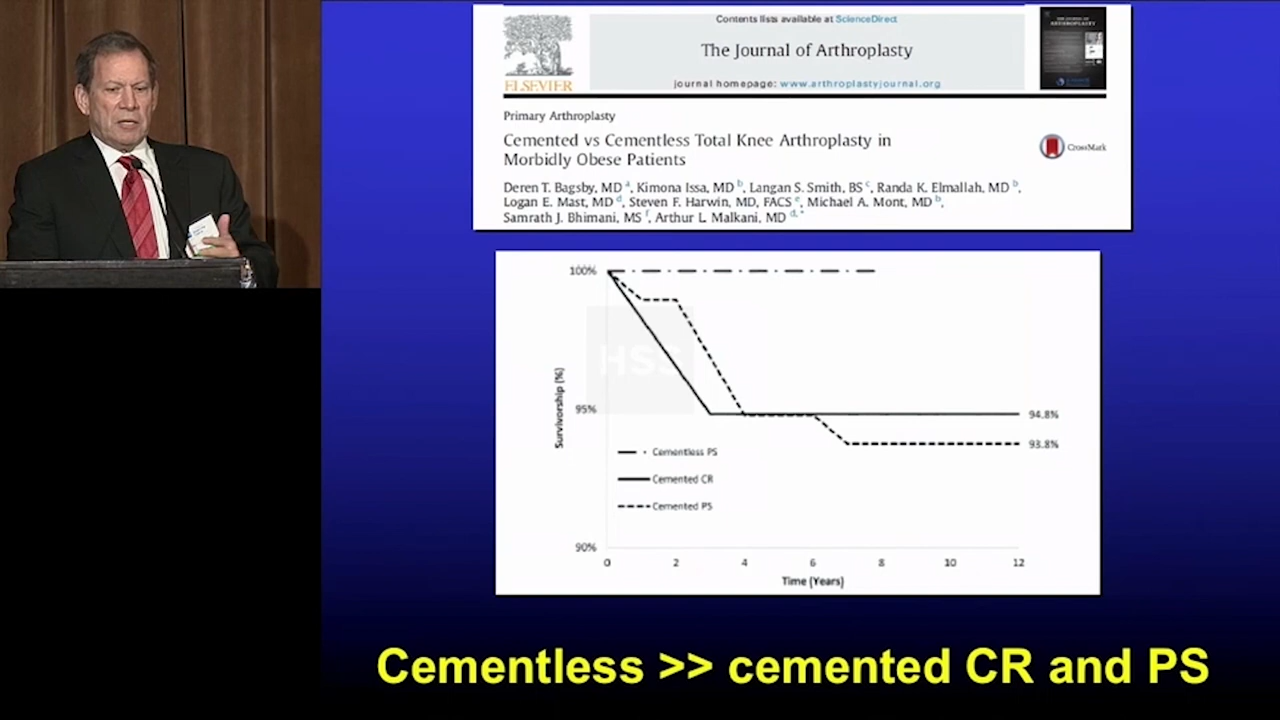 Contents lists available at ScienceDirect
The Journal of Arthroplasty
journal homepage: www.arthroplastyjournal.org
ELSEVIER
Primary Arthroplasty
Cemented vs Cementless Total Knee Arthroplasty in
Morbidly Obese Patients
CrossMark
Deren T. Bagsby, MD a, Kimona Issa, MD b, Langan S. Smith, BS c, Randa K. Elmallah, MD b,
Logan E. Mast, MD d, Steven F. Harwin, MD, FACS e, Michael A. Mont, MD b,
Samrath J. Bhimani, MS f, Arthur L. Malkani, MD d, *
100%
HSS
Survivorship (%)
95%
94.8%
93.8%
Cementless PS
Cemented CR
Cemented PS
90%
0 2 4 6 8 10 12
Time (Years)
Cementless >> cemented CR and PS